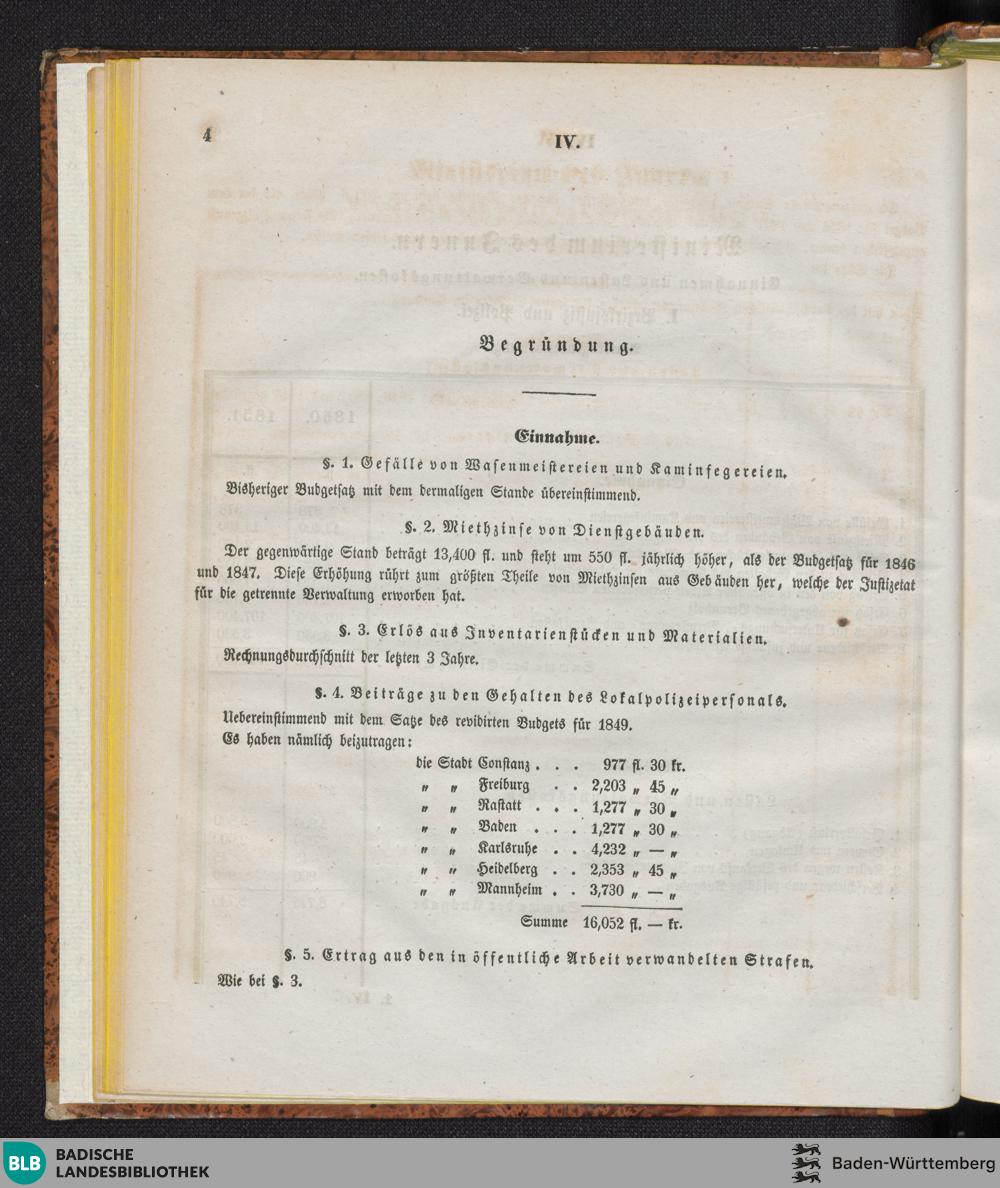 4
IV.
Begründung.
Einnahme.
§. 1. Gefälle von Wasenmeistereien und Kaminfegereien.
Bisheriger Budgetsatz mit dem dermaligen Stande übereinstimmend.
§. 2. Miethzinse von Dienstgebäuden.
Der gegenwärtige Stand beträgt 13,400 fl. und steht um 550 fl. jährlich höher, als der Budgetsatz für 1846
und 1847. Diese Erhöhung rührt zum größten Theile von Miethzinsen aus Gebäuden her, welche der Justizetat
für die getrennte Verwaltung erworben hat.
§. 3. Erlös aus Inventarienstücken und Materialien.
Rechnungsdurchschnitt der letzten 3 Jahre.
§. 4. Beiträge zu den Gehalten des Lokalpolizeipersonals.
Uebereinstimmend mit dem Satze des revidirten Budgets für 1849.
Es haben nämlich beizutragen:
die Stadt Constanz . . . 977 fl. 30 kr.
„ „ Freiburg . . 2,203 „ 45 „
„ „ Rastatt . . . 1,277 „ 30 „
„ „ Baden . . . 1,277 „ 30 „
„ „ Karlsruhe . . 4,232 „ — „
„ „ Heidelberg . . 2,353 „ 45 „
„ „ Mannheim . . 3,730 „ — „
Summe 16,052 fl. — kr.
§. 5. Ertrag aus den in öffentliche Arbeit verwandelten Strafen.
Wie bei §. 3.
BLB BADISCHE
LANDESBIBLIOTHEK
Baden-Württemberg